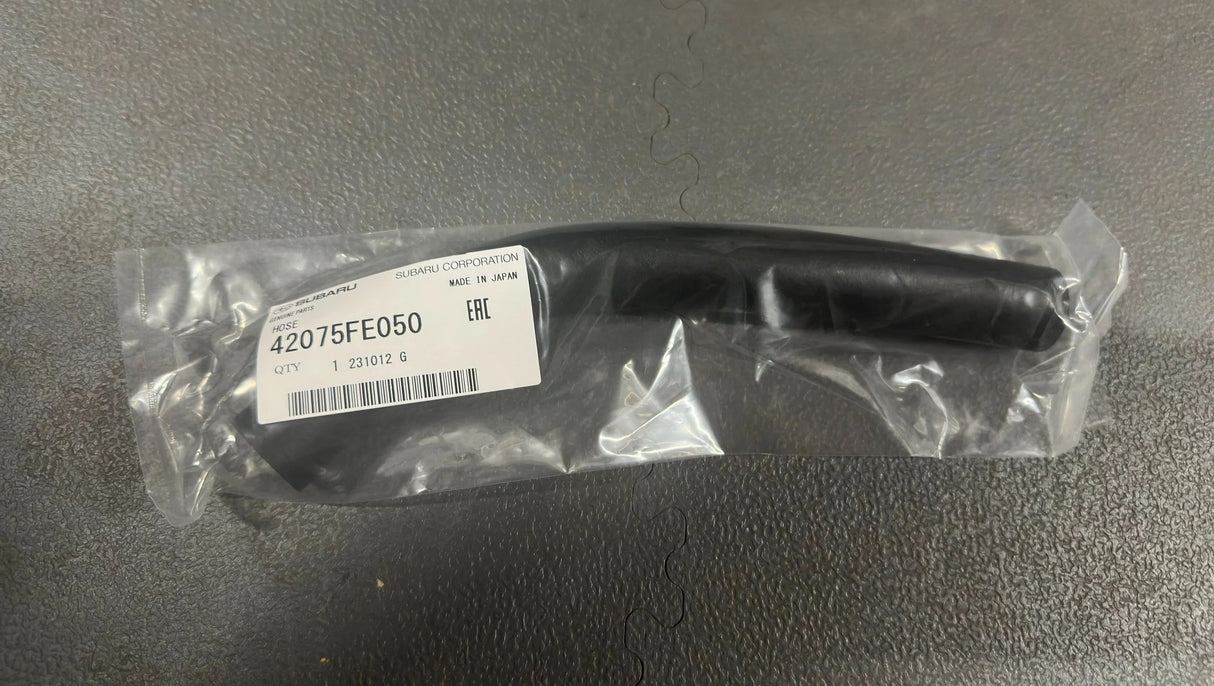 SUBARU CORPORATION
SUBARU
MADE IN JAPAN
GENUINE PARTS
HOSE
EAC
42075FE050
QTY 1 231012 G